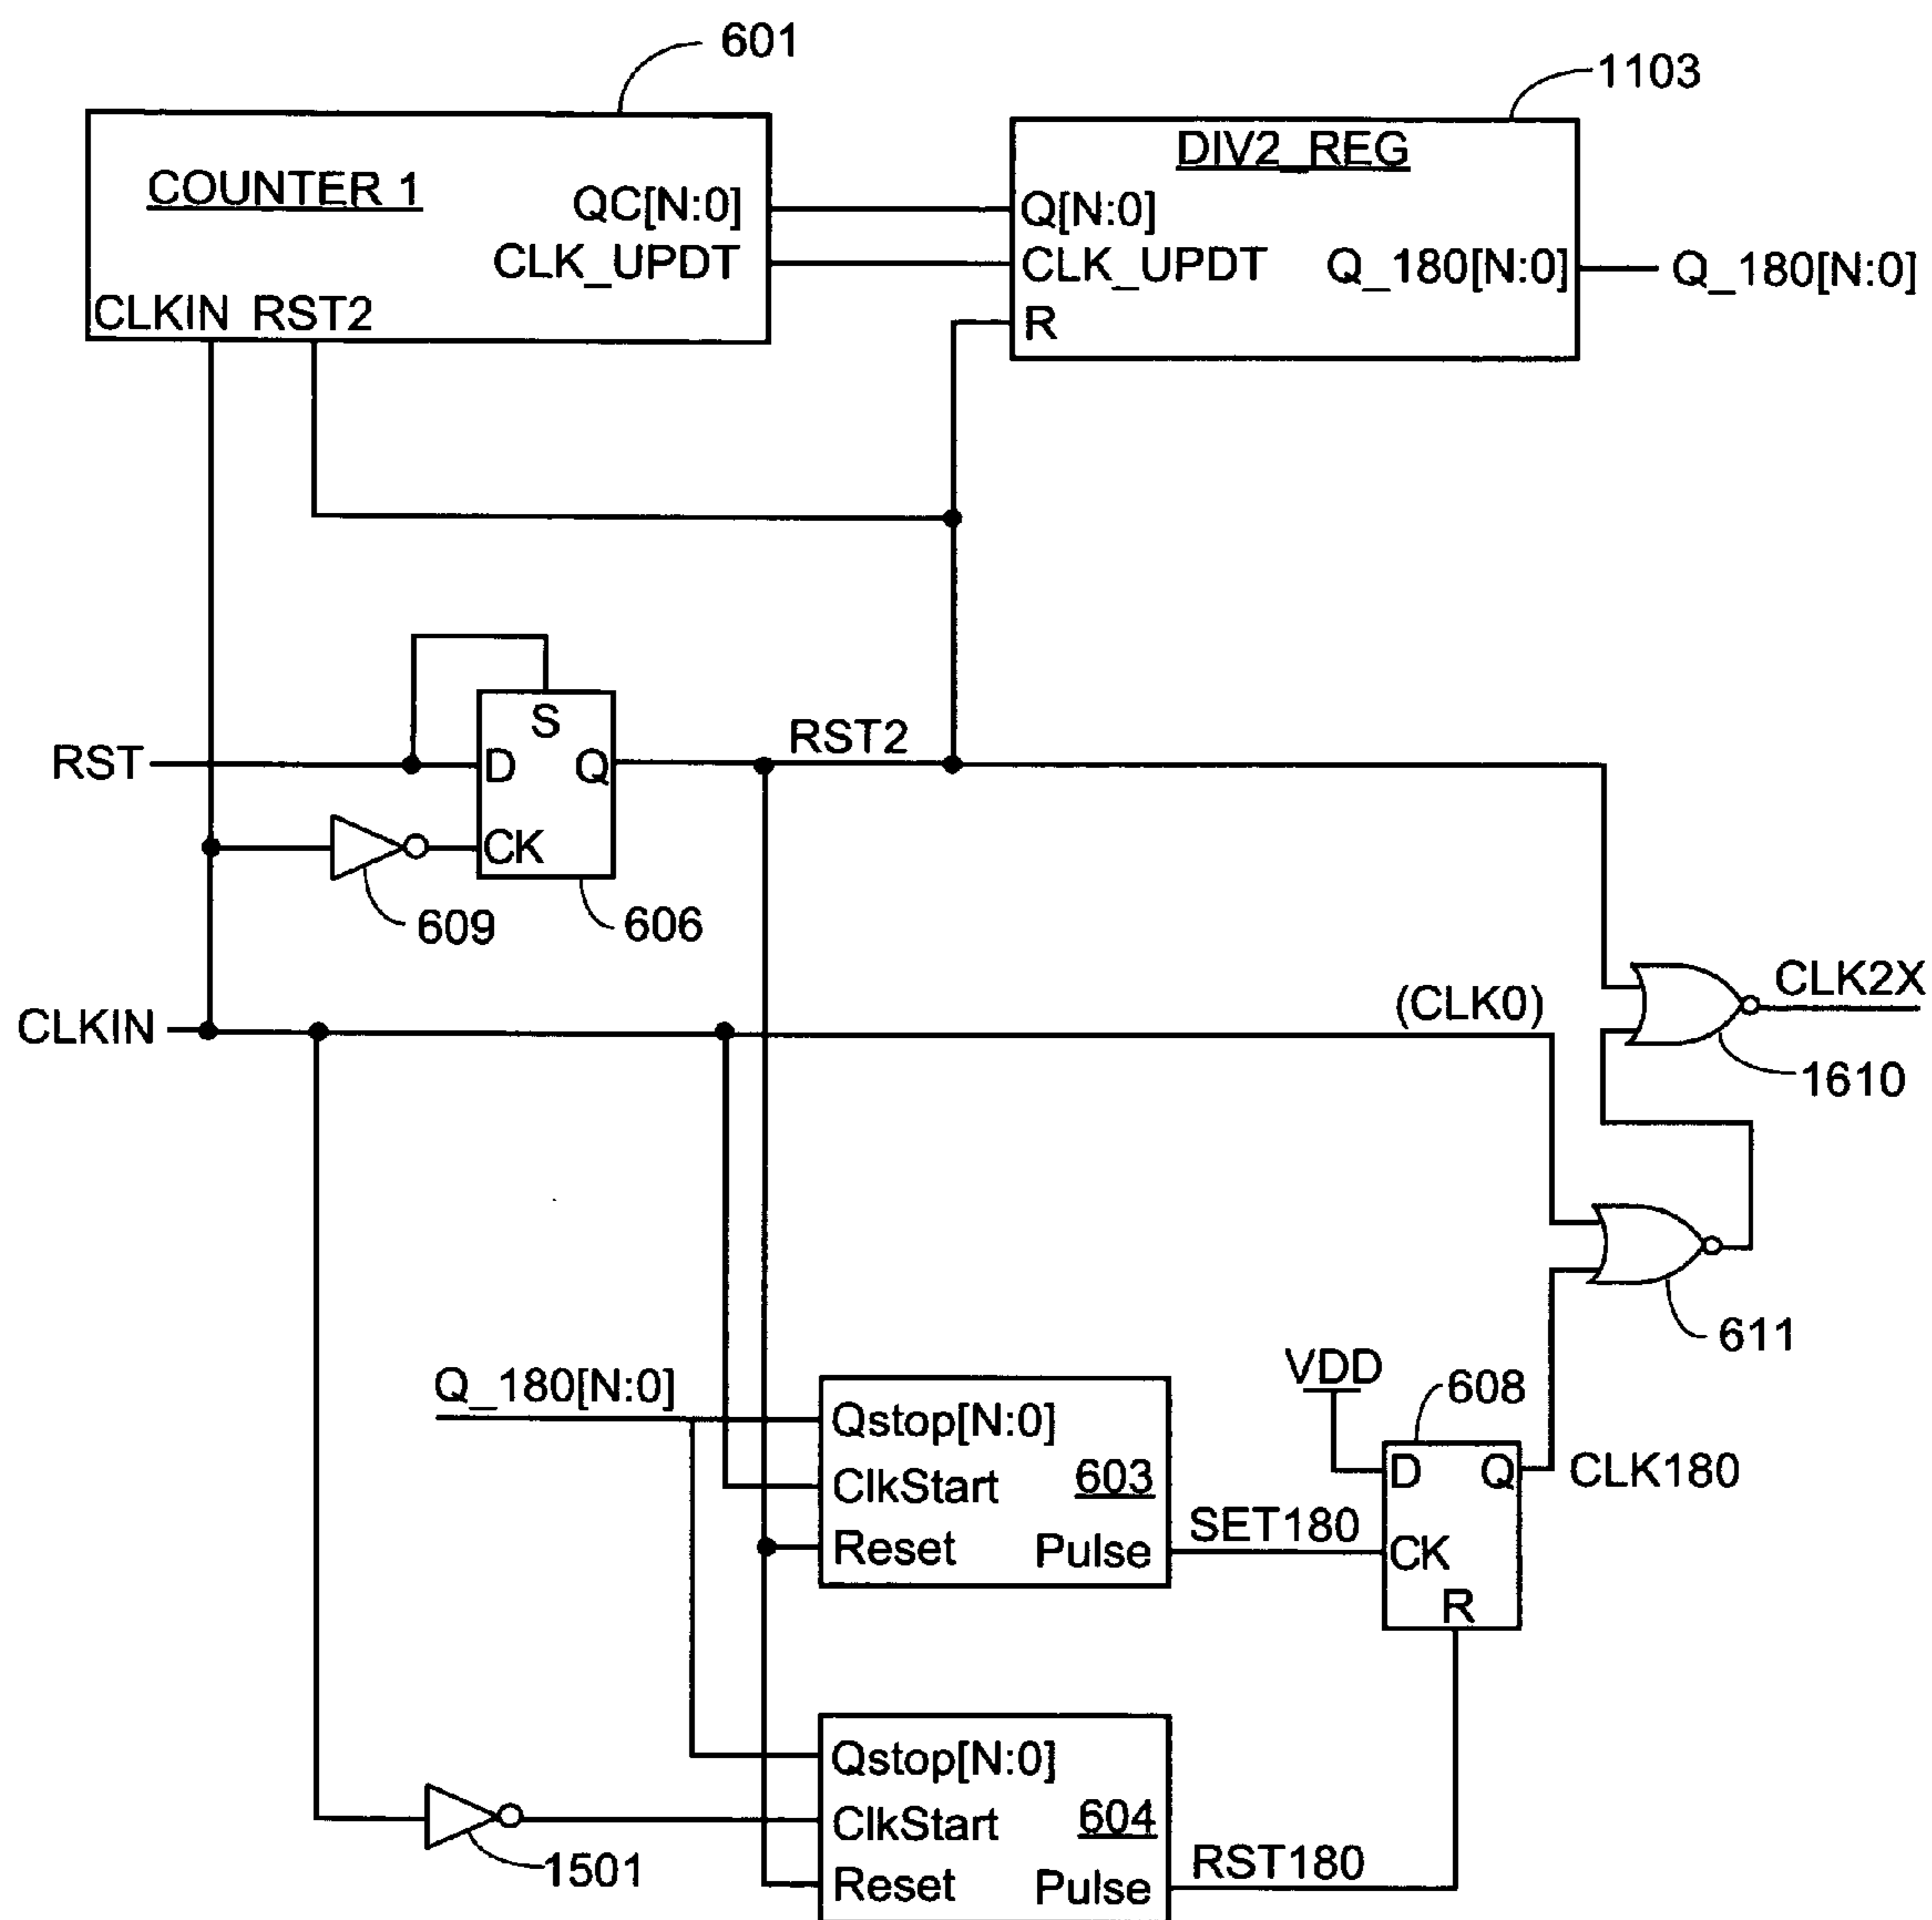 601
1103
COUNTER 1
QC[N:0]
CLK_UPDT
CLKIN RST2
DIV2_REG
Q[N:0]
CLK_UPDT
R
Q_180[N:0]
Q_180[N:0]
RST
S
D
Q
CK
RST2
609
606
CLKIN
(CLK0)
CLK2X
1610
611
Q_180[N:0]
Qstop[N:0]
ClkStart
603
Reset
Pulse
SET180
VDD
608
D
Q
CK
R
CLK180
1501
Qstop[N:0]
ClkStart
604
Reset
Pulse
RST180